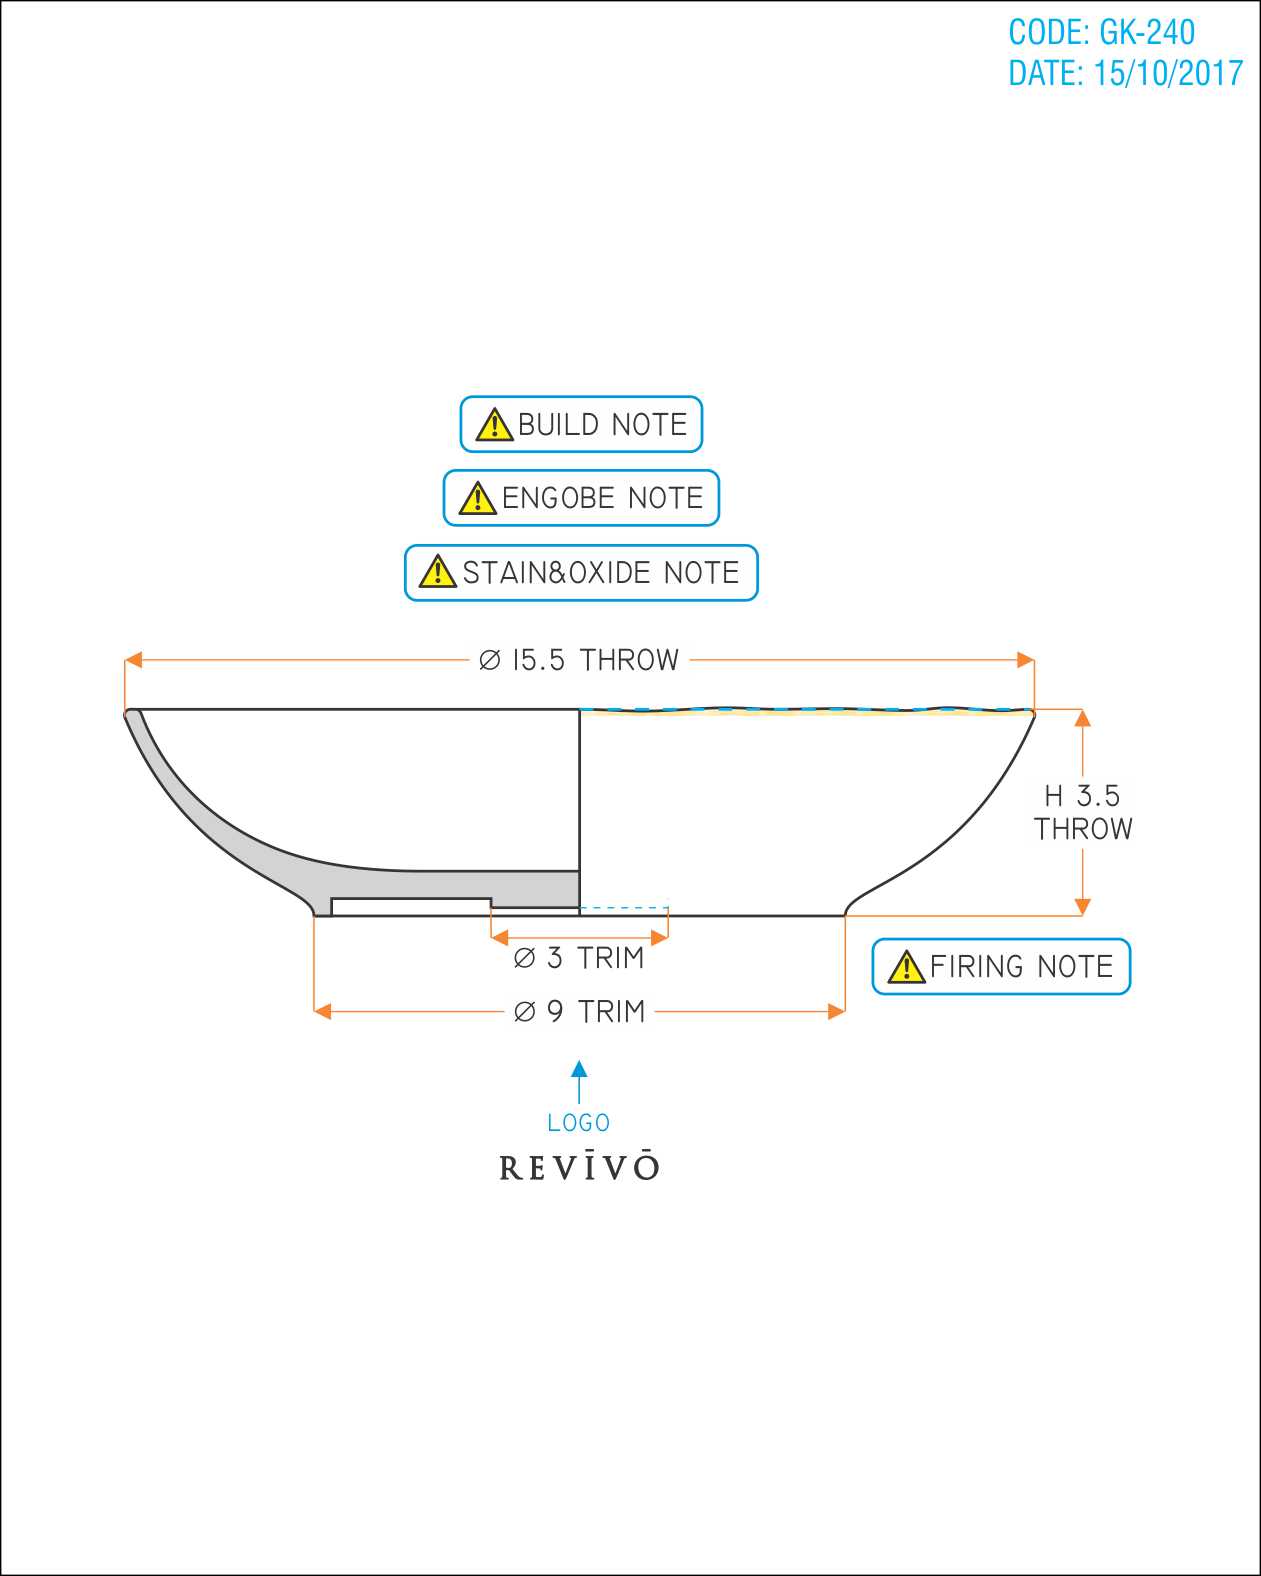 CODE: GK-240
DATE: 15/10/2017
BUILD NOTE
ENGOBE NOTE
STAIN&OXIDE NOTE
Ø 15.5 THROW
H 3.5
THROW
Ø 3 TRIM
FIRING NOTE
Ø 9 TRIM
LOGO
REVĪVŌ